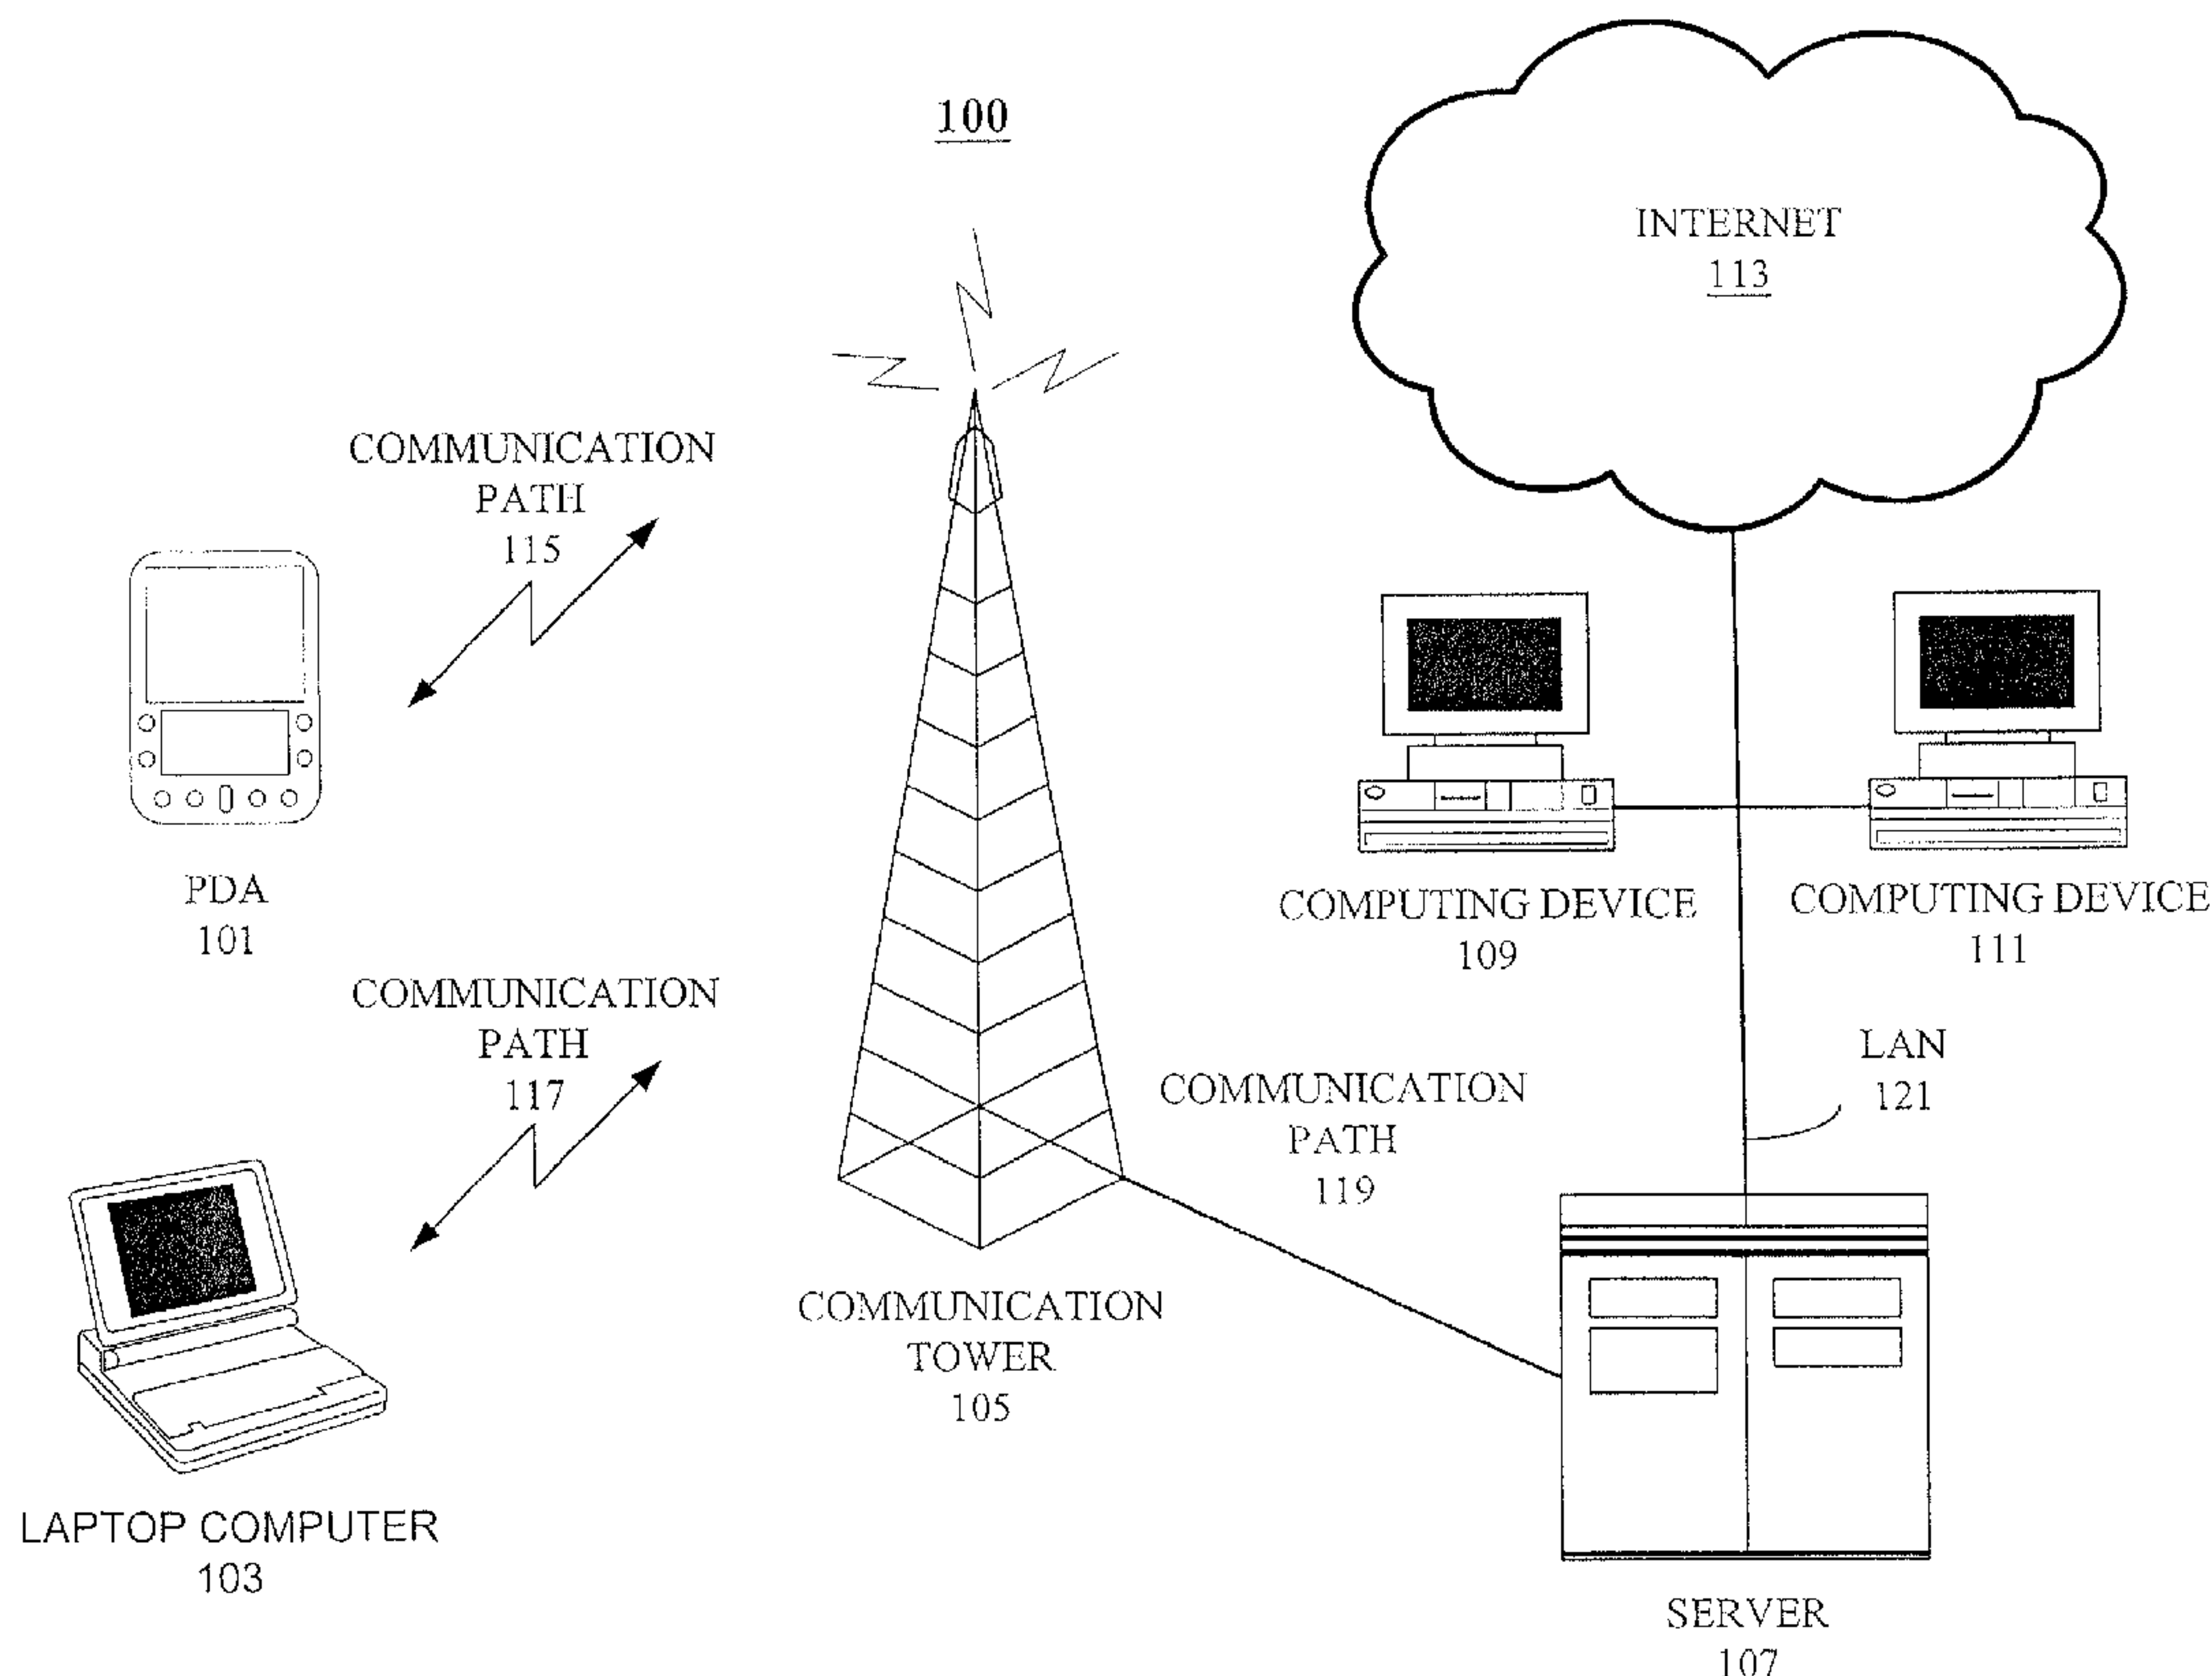 100
INTERNET
113
COMMUNICATION
PATH
115
PDA
101
COMPUTING DEVICE
109
COMPUTING DEVICE
111
COMMUNICATION
PATH
117
LAN
121
COMMUNICATION
PATH
119
COMMUNICATION
TOWER
105
LAPTOP COMPUTER
103
SERVER
107